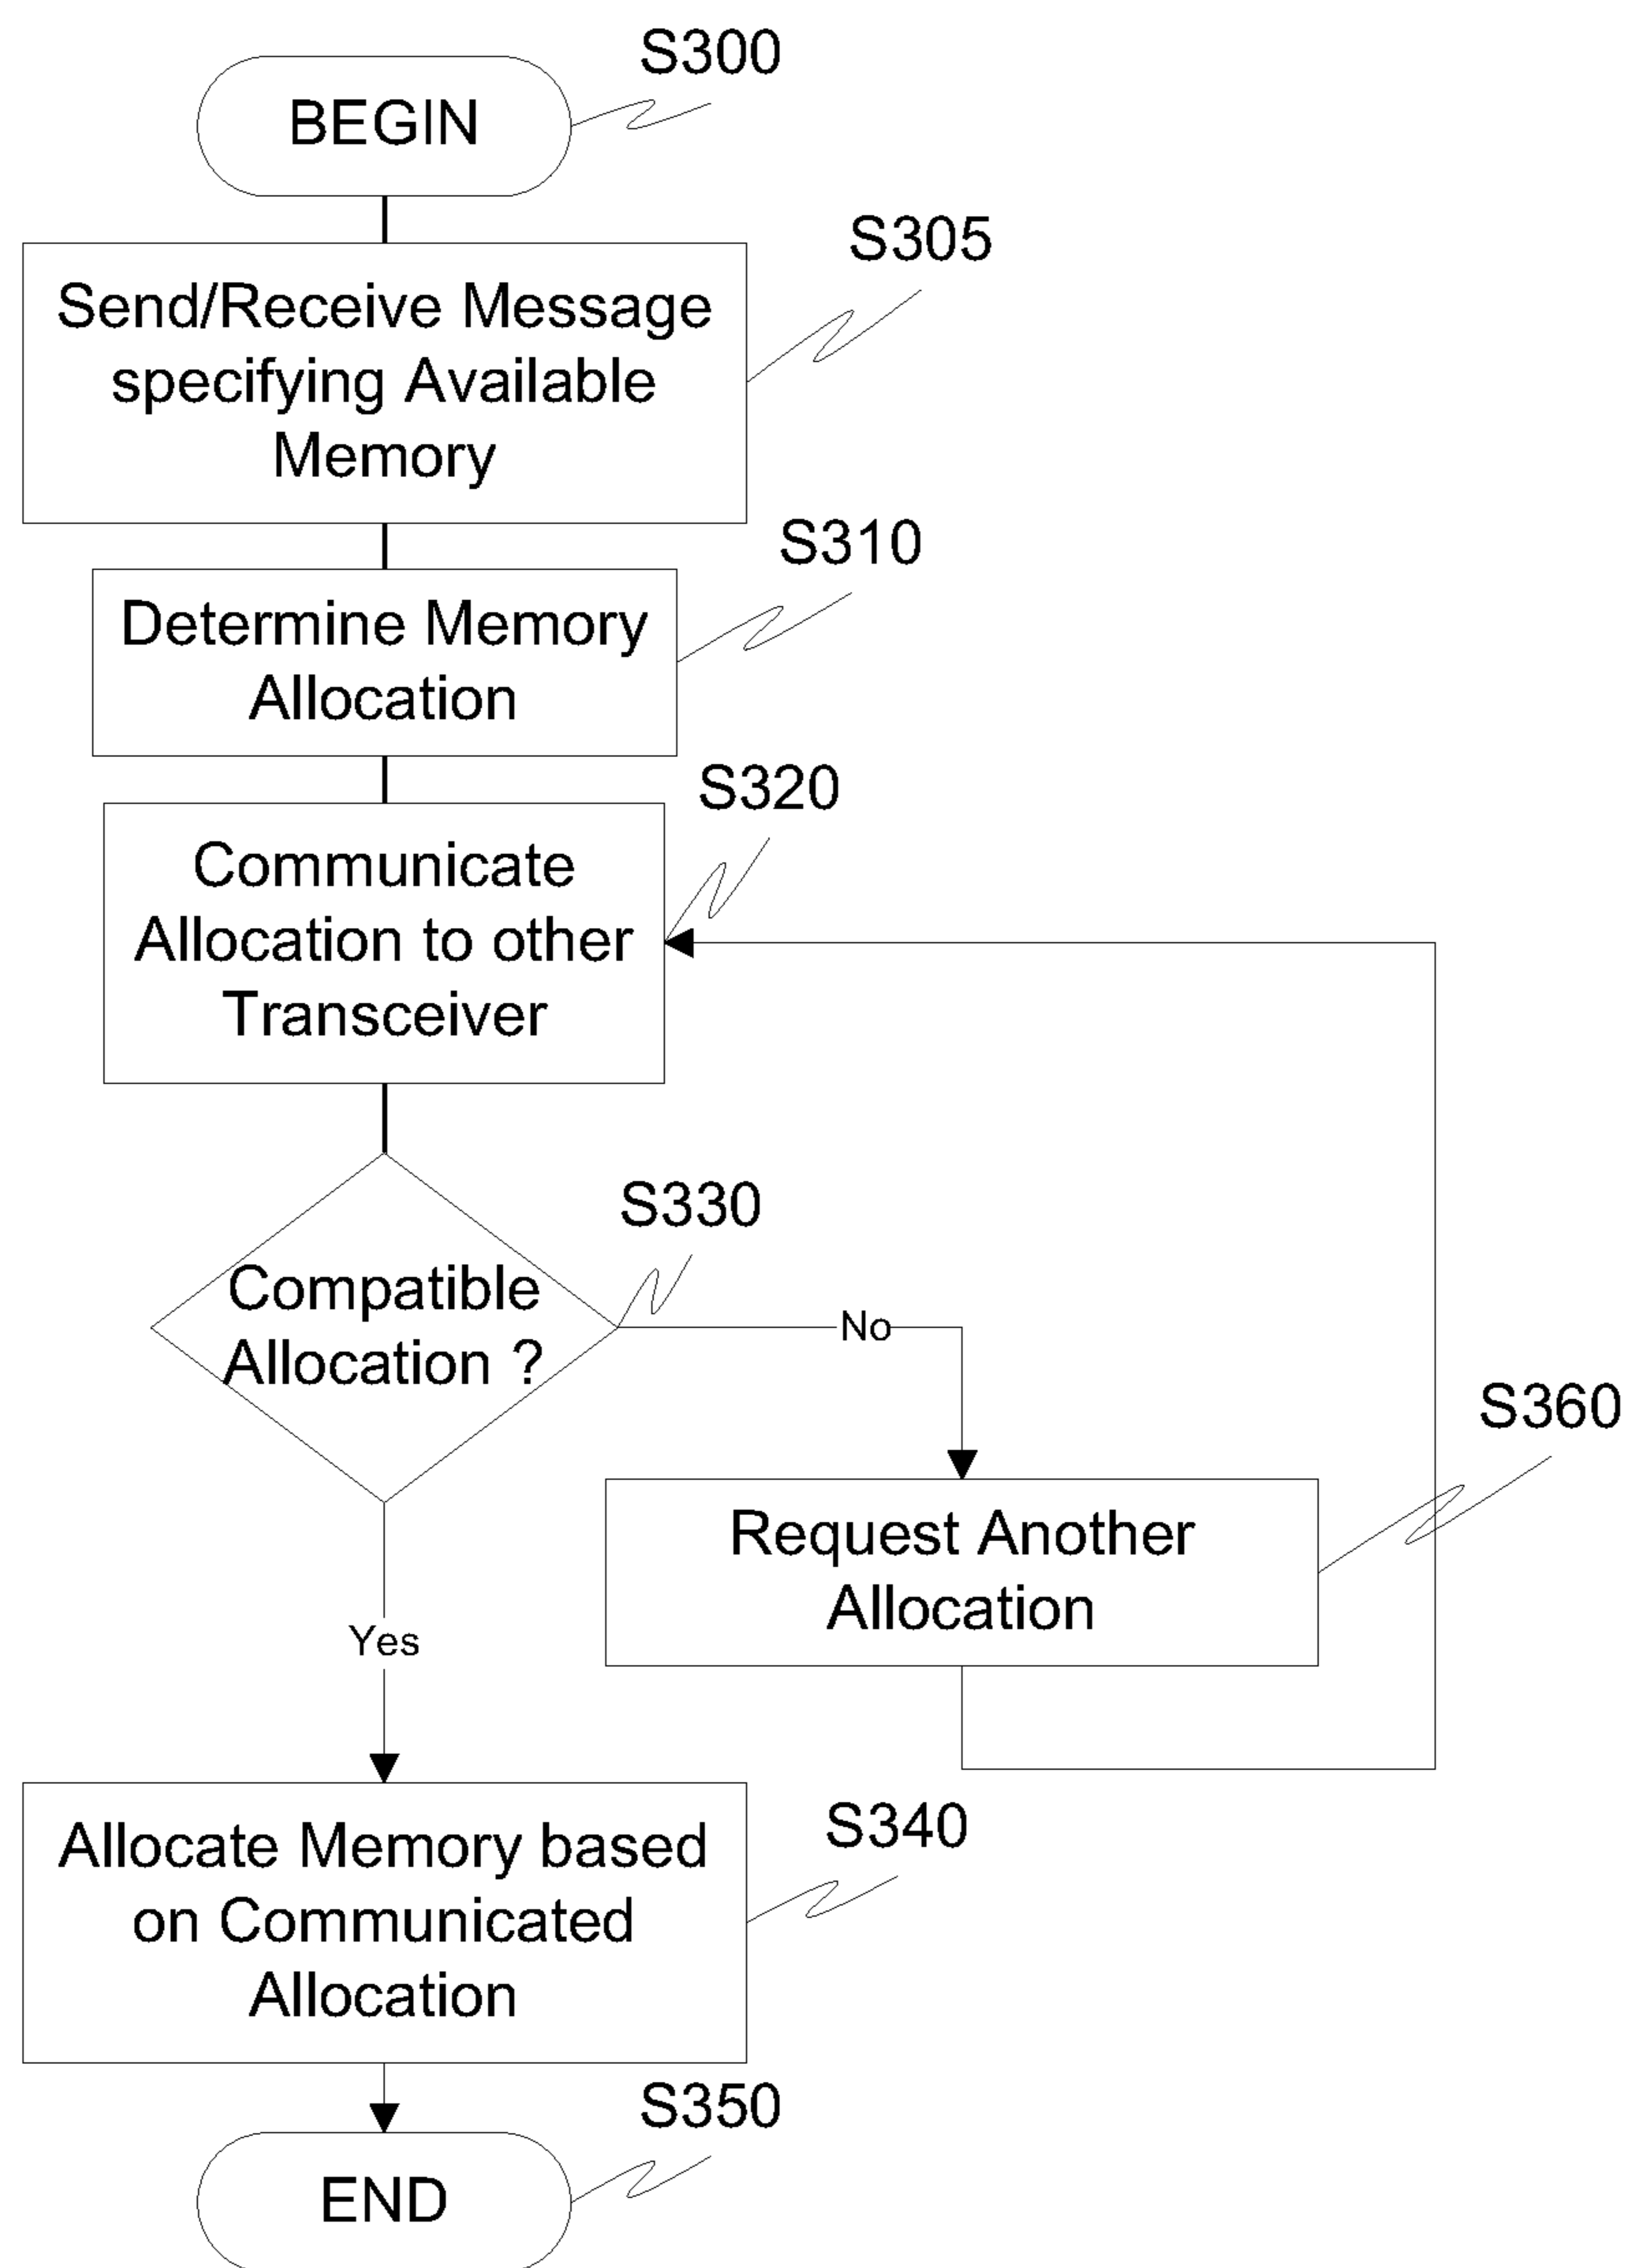 S300
BEGIN
S305
Send/Receive Message
specifying Available
Memory
S310
Determine Memory
Allocation
S320
Communicate
Allocation to other
Transceiver
S330
Compatible
Allocation ?
No
S360
Request Another
Allocation
Yes
S340
Allocate Memory based
on Communicated
Allocation
S350
END